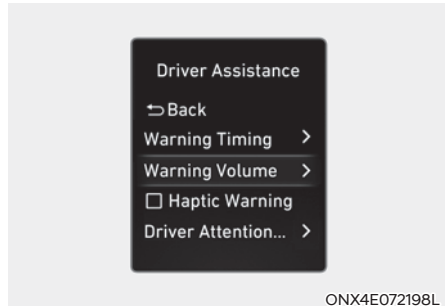 Driver Assistance
Back
Warning Timing
Warning Volume
Haptic Warning
Driver Attention...
ONX4E072198L